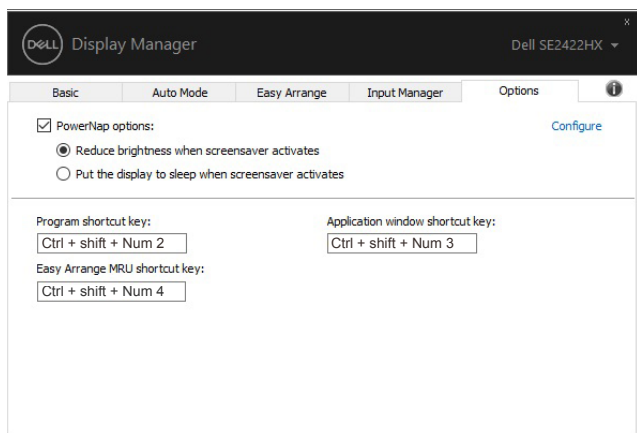 x
DELL Display Manager Dell SE2422HX
Basic Auto Mode Easy Arrange Input Manager Options i
PowerNap options: Configure
Reduce brightness when screensaver activates
Put the display to sleep when screensaver activates
Program shortcut key: Application window shortcut key:
Ctrl + shift + Num 2 Ctrl + shift + Num 3
Easy Arrange MRU shortcut key:
Ctrl + shift + Num 4